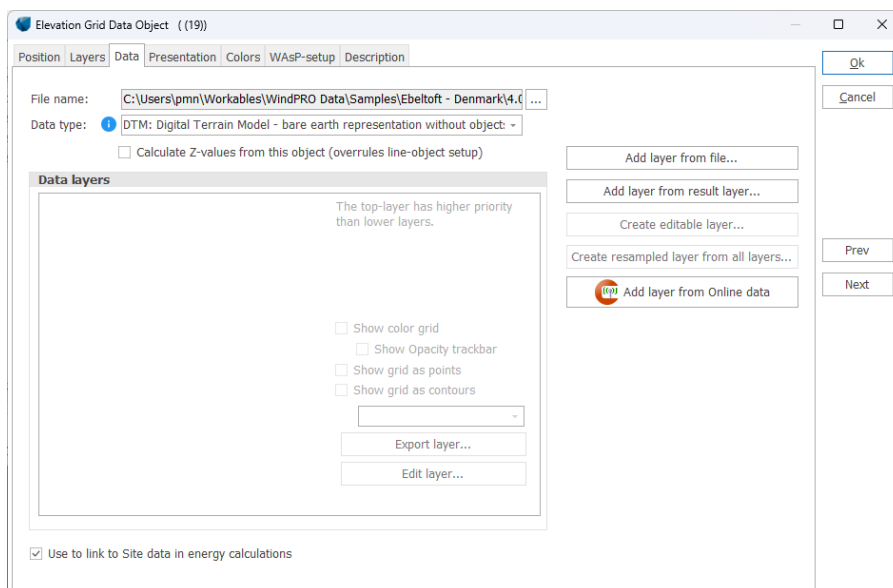 Elevation Grid Data Object ( (19))
Position Layers Data Presentation Colors WAsP-setup Description
Ok
File name: C:\Users\pmn\Workables\WindPRO Data\Samples\Ebeltoft - Denmark\4.0 ...
Cancel
Data type: DTM: Digital Terrain Model - bare earth representation without object:
Calculate Z-values from this object (overrules line-object setup)
Add layer from file...
Data layers
Add layer from result layer...
The top-layer has higher priority
than lower layers.
Create editable layer...
Create resampled layer from all layers...
Prev
Add layer from Online data
Next
Show color grid
Show Opacity trackbar
Show grid as points
Show grid as contours
Export layer...
Edit layer...
Use to link to Site data in energy calculations